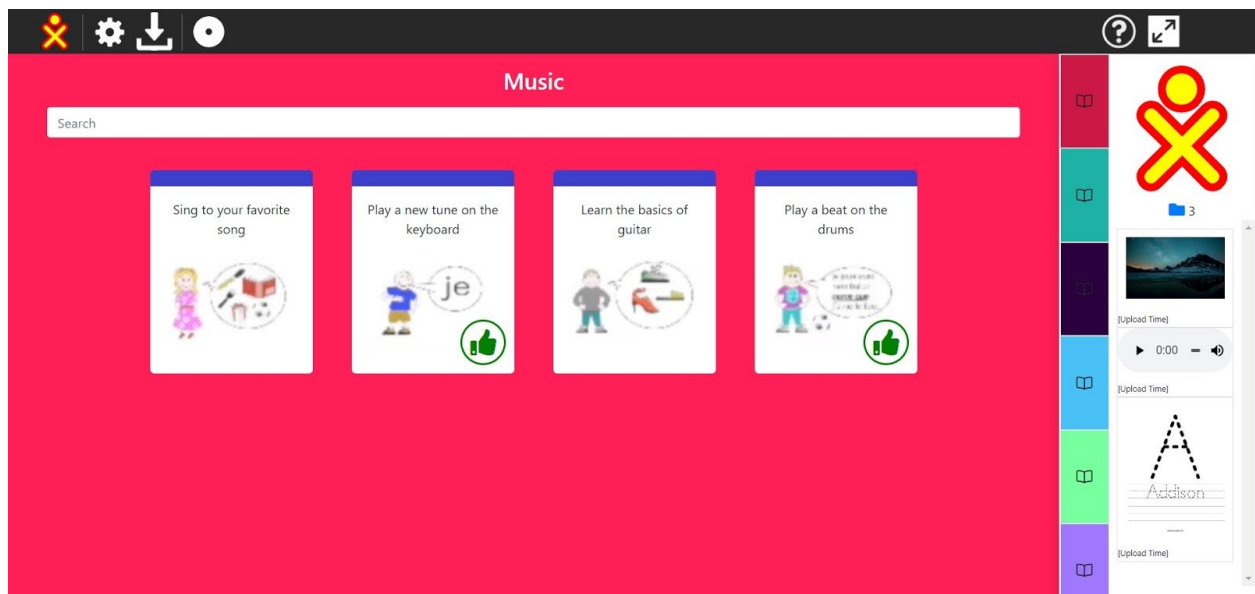 Music
Search
Sing to your favorite
song
Play a new tune on the
keyboard
je
Learn the basics of
guitar
Play a beat on the
drums
3
[Upload Time]
0:00
[Upload Time]
A
Addison
[Upload Time]